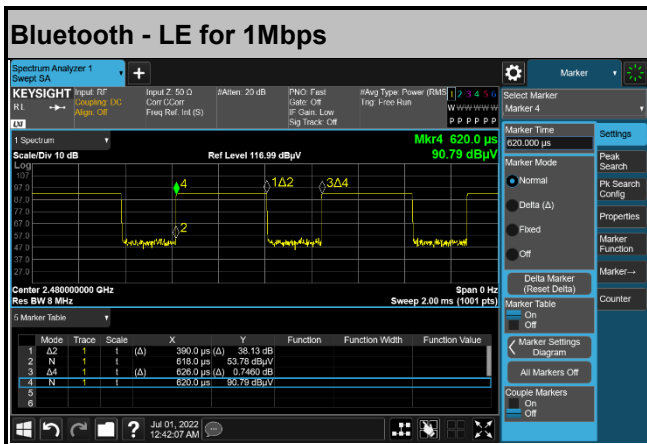 Bluetooth - LE for 1Mbps
Spectrum Analyzer 1
Swept SA
Marker
KEYSIGHT
Input: RF
Input Z: 50 Ω
#Atten: 20 dB
PNO: Fast
#Avg Type: Power (RMS
1 2 3 4 5 6
RL
Coupling: DC
Corr CCorr
Gate: Off
Trig: Free Run
Align: Off
Freq Ref: Int (S)
IF Gain: Low
W W W W W W
Sig Track: Off
P P P P P P
LXI
Select Marker
Marker 4
1 Spectrum
Mkr4 620.0 µs
Scale/Div 10 dB
Ref Level 116.99 dBµV
90.79 dBµV
Log
107
97.0
87.0
77.0
67.0
57.0
47.0
37.0
27.0
4
1Δ2
3Δ4
2
Center 2.480000000 GHz
Span 0 Hz
Res BW 8 MHz
Sweep 2.00 ms (1001 pts)
5 Marker Table
Mode Trace Scale X Y Function Function Width Function Value
1 Δ2 1 t (Δ) 390.0 µs (Δ) 38.13 dB
2 N 1 t 618.0 µs 53.78 dBµV
3 Δ4 1 t (Δ) 626.0 µs (Δ) 0.7460 dB
4 N 1 t 620.0 µs 90.79 dBµV
5
6
Marker Time
620.000 µs
Marker Mode
Normal
Delta (Δ)
Fixed
Off
Delta Marker
(Reset Delta)
Marker Table
On
Off
Marker Settings
Diagram
All Markers Off
Couple Markers
On
Off
Settings
Peak
Search
Pk Search
Config
Properties
Marker
Function
Marker→
Counter
Jul 01, 2022
12:42:07 AM